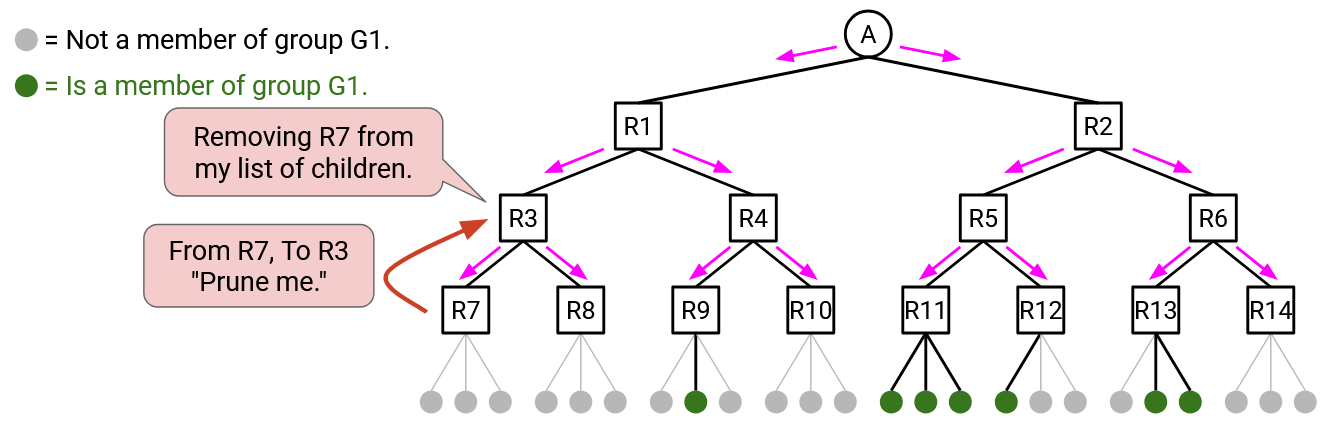 = Not a member of group G1.
= Is a member of group G1.
A
R1
R2
Removing R7 from
my list of children.
R3
R4
R5
R6
From R7, To R3
"Prune me."
R7
R8
R9
R10
R11
R12
R13
R14